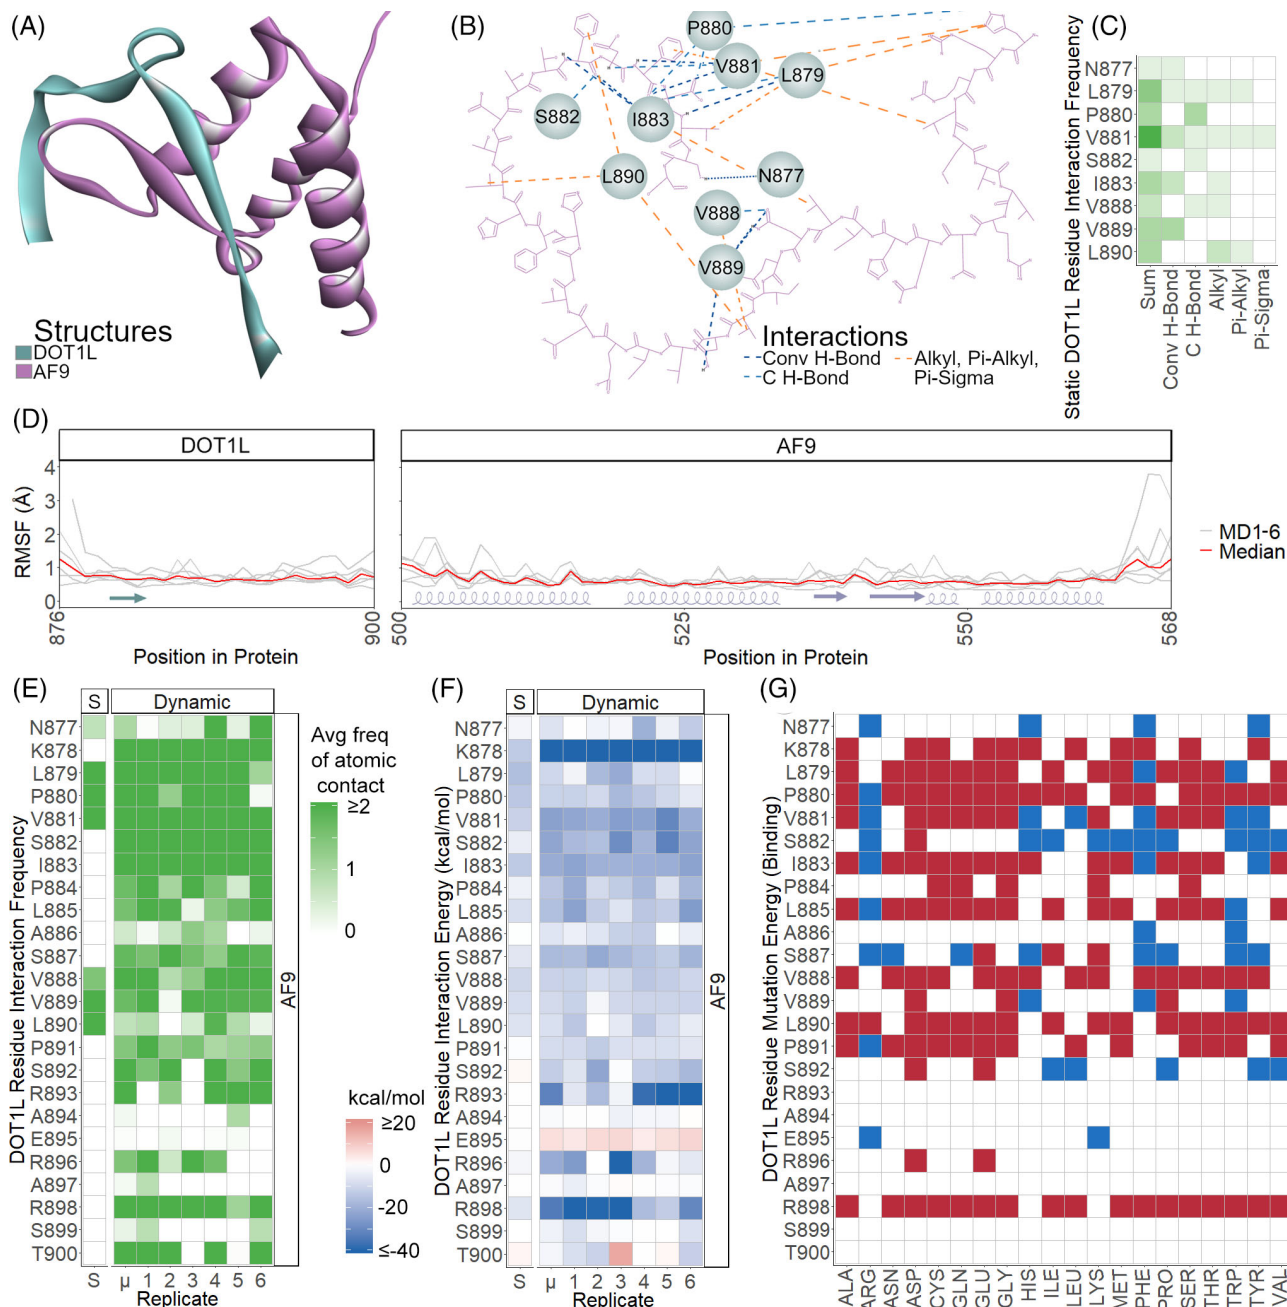 (A)
Structures
DOT1L
AF9
(B)
P880
V881
L879
S882
I883
L890
N877
V888
V889
Interactions
Conv H-Bond
C H-Bond
Alkyl, Pi-Alkyl,
Pi-Sigma
(C)
Static DOT1L Residue Interaction Frequency
N877
L879
P880
V881
S882
I883
V888
V889
L890
Sum
Conv H-Bond
C H-Bond
Alkyl
Pi-Alkyl
Pi-Sigma
(D)
DOT1L
AF9
RMSF (Å)
4
3
2
1
0
876
900
500
525
550
568
Position in Protein
Position in Protein
MD1-6
Median
(E)
S
Dynamic
DOT1L Residue Interaction Frequency
N877
K878
L879
P880
V881
S882
I883
P884
L885
A886
S887
V888
V889
L890
P891
S892
R893
A894
E895
R896
A897
R898
S899
T900
S
μ
1
2
3
4
5
6
Replicate
AF9
Avg freq
of atomic
contact
≥2
1
0
kcal/mol
≥20
0
-20
≤-40
(F)
S
Dynamic
DOT1L Residue Interaction Energy (kcal/mol)
N877
K878
L879
P880
V881
S882
I883
P884
L885
A886
S887
V888
V889
L890
P891
S892
R893
A894
E895
R896
A897
R898
S899
T900
S
μ
1
2
3
4
5
6
Replicate
AF9
(G)
DOT1L Residue Mutation Energy (Binding)
N877
K878
L879
P880
V881
S882
I883
P884
L885
A886
S887
V888
V889
L890
P891
S892
R893
A894
E895
R896
A897
R898
S899
T900
ALA
ARG
ASN
ASP
CYS
GLN
GLU
GLY
HIS
ILE
LEU
LYS
MET
PHE
PRO
SER
THR
TRP
TYR
VAL